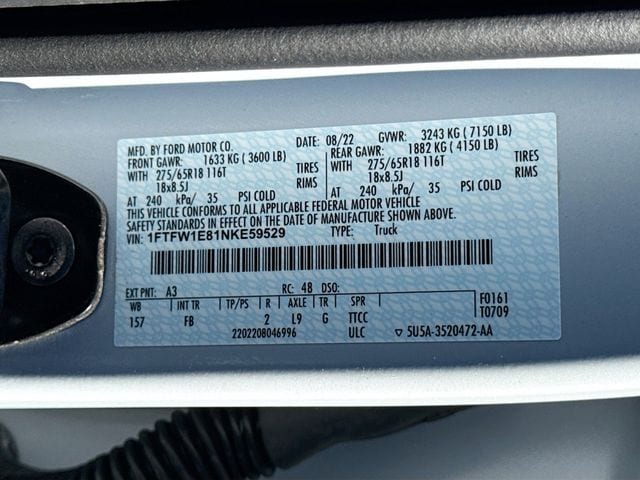 MFD. BY FORD MOTOR CO. DATE: 08/22 GVWR: 3243 KG ( 7150 LB)
FRONT GAWR: 1633 KG ( 3600 LB) REAR GAWR: 1882 KG ( 4150 LB)
WITH 275/65R18 116T TIRES WITH 275/65R18 116T TIRES
18x8.5J RIMS 18x8.5J RIMS
AT 240 kPa/ 35 PSI COLD AT 240 kPa/ 35 PSI COLD
THIS VEHICLE CONFORMS TO ALL APPLICABLE FEDERAL MOTOR VEHICLE
SAFETY STANDARDS IN EFFECT ON THE DATE OF MANUFACTURE SHOWN ABOVE.
VIN: 1FTFW1E81NKE59529 TYPE: Truck
EXT PNT: A3 RC: 48 DSO:
WB INT TR TP/PS R AXLE TR SPR F0161
157 FB 2 L9 G TTCC T0709
2202208046996 ULC 5U5A-3520472-AA